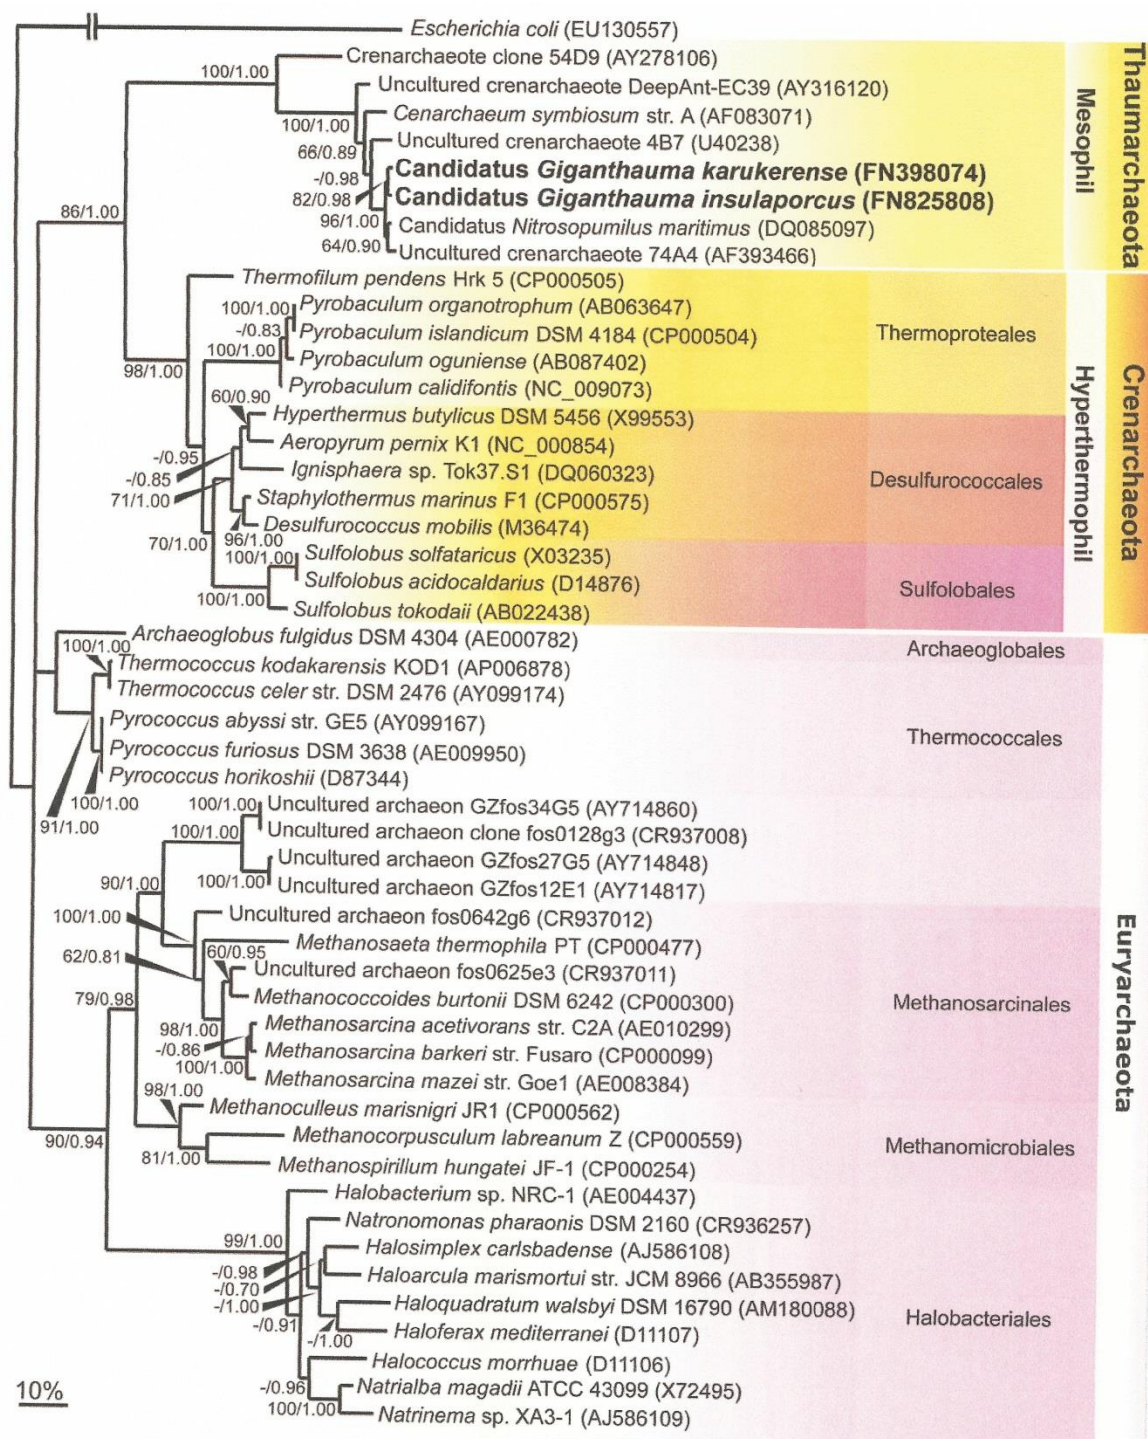 Escherichia coli (EU130557)
Crenarchaeote clone 54D9 (AY278106)
100/1.00
Uncultured crenarchaeote DeepAnt-EC39 (AY316120)
Cenarchaeum symbiosum str. A (AF083071)
100/1.00
Uncultured crenarchaeote 4B7 (U40238)
66/0.89
Candidatus Giganthauma karukerense (FN398074)
-/0.98
Candidatus Giganthauma insulaporcus (FN825808)
82/0.98
Candidatus Nitrosopumilus maritimus (DQ085097)
96/1.00
Uncultured crenarchaeote 74A4 (AF393466)
64/0.90
86/1.00
Mesophil
Thaumarchaeota
Thermofilum pendens Hrk 5 (CP000505)
Pyrobaculum organotrophum (AB063647)
100/1.00
Pyrobaculum islandicum DSM 4184 (CP000504)
-/0.83
Thermoproteales
Pyrobaculum oguniense (AB087402)
100/1.00
98/1.00
Pyrobaculum calidifontis (NC_009073)
60/0.90
Hyperthermus butylicus DSM 5456 (X99553)
Aeropyrum pernix K1 (NC_000854)
-/0.95
Ignisphaera sp. Tok37.S1 (DQ060323)
-/0.85
Desulfurococcales
71/1.00
Staphylothermus marinus F1 (CP000575)
Desulfurococcus mobilis (M36474)
96/1.00
70/1.00
Sulfolobus solfataricus (X03235)
100/1.00
Sulfolobus acidocaldarius (D14876)
Sulfolobales
100/1.00
Sulfolobus tokodaii (AB022438)
Hyperthermophil
Crenarchaeota
Archaeoglobus fulgidus DSM 4304 (AE000782)
Archaeoglobales
100/1.00
Thermococcus kodakarensis KOD1 (AP006878)
Thermococcus celer str. DSM 2476 (AY099174)
Pyrococcus abyssi str. GE5 (AY099167)
Thermococcales
Pyrococcus furiosus DSM 3638 (AE009950)
Pyrococcus horikoshii (D87344)
100/1.00
91/1.00
Uncultured archaeon GZfos34G5 (AY714860)
100/1.00
Uncultured archaeon clone fos0128g3 (CR937008)
100/1.00
Uncultured archaeon GZfos27G5 (AY714848)
100/1.00
Uncultured archaeon GZfos12E1 (AY714817)
90/1.00
Uncultured archaeon fos0642g6 (CR937012)
100/1.00
Methanosaeta thermophila PT (CP000477)
62/0.81
60/0.95
Uncultured archaeon fos0625e3 (CR937011)
Methanococcoides burtonii DSM 6242 (CP000300)
Methanosarcinales
79/0.98
Methanosarcina acetivorans str. C2A (AE010299)
98/1.00
Methanosarcina barkeri str. Fusaro (CP000099)
-/0.86
100/1.00
Methanosarcina mazei str. Goe1 (AE008384)
98/1.00
Methanoculleus marisnigri JR1 (CP000562)
Methanocorpusculum labreanum Z (CP000559)
Methanomicrobiales
90/0.94
81/1.00
Methanospirillum hungatei JF-1 (CP000254)
Euryarchaeota
Halobacterium sp. NRC-1 (AE004437)
Natronomonas pharaonis DSM 2160 (CR936257)
99/1.00
Halosimplex carlsbadense (AJ586108)
-/0.98
Haloarcula marismortui str. JCM 8966 (AB355987)
-/0.70
-/1.00
Haloquadratum walsbyi DSM 16790 (AM180088)
Halobacteriales
-/0.91
Haloferax mediterranei (D11107)
-/1.00
Halococcus morrhuae (D11106)
-/0.96
Natrialba magadii ATCC 43099 (X72495)
100/1.00
Natrinema sp. XA3-1 (AJ586109)
10%